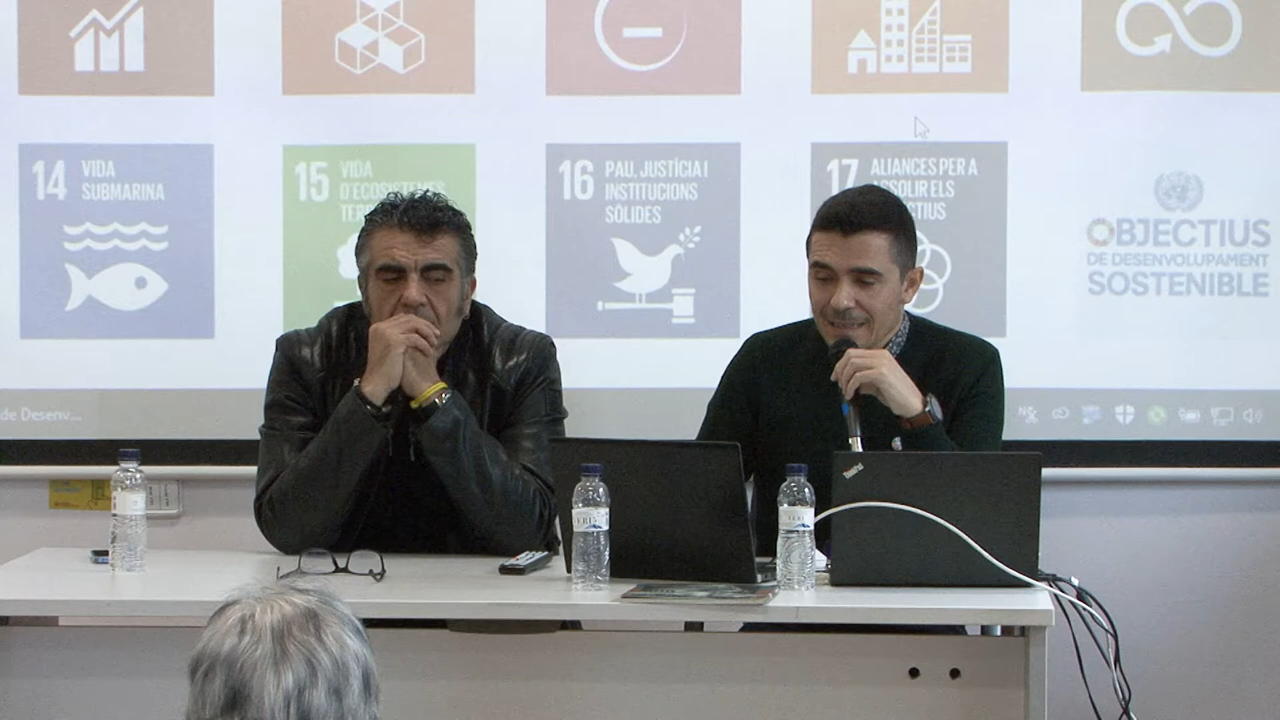 14 VIDA
SUBMARINA
15 VIDA
D'ECOSISTEMES
16 PAU, JUSTÍCIA I
INSTITUCIONS
SÒLIDES
17 ALIANCES PER A
ASSOLIR ELS
OBJECTIUS
DE DESENVOLUPAMENT
SOSTENIBLE
de Desenv...
ThinkPad